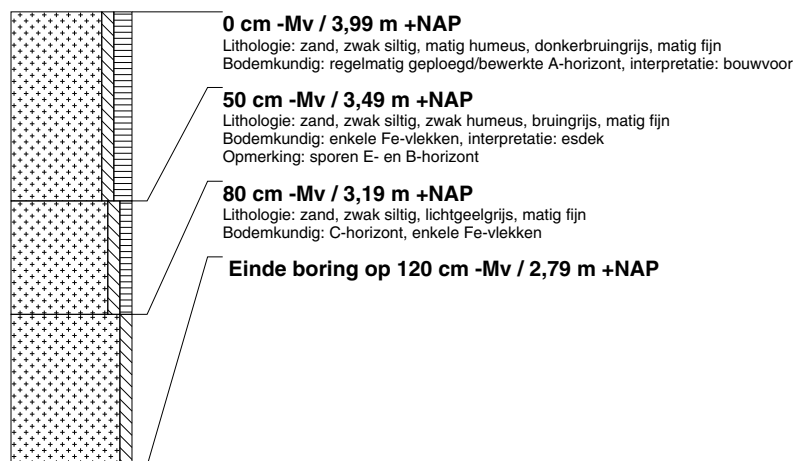 0 cm -Mv / 3,99 m +NAP
Lithologie: zand, zwak siltig, matig humeus, donkerbruingrijs, matig fijn
Bodemkundig: regelmatig geploegd/bewerkte A-horizont, interpretatie: bouwvoor
50 cm -Mv / 3,49 m +NAP
Lithologie: zand, zwak siltig, zwak humeus, bruingrijs, matig fijn
Bodemkundig: enkele Fe-vlekken, interpretatie: esdek
Opmerking: sporen E- en B-horizont
80 cm -Mv / 3,19 m +NAP
Lithologie: zand, zwak siltig, lichtgeelgrijs, matig fijn
Bodemkundig: C-horizont, enkele Fe-vlekken
Einde boring op 120 cm -Mv / 2,79 m +NAP